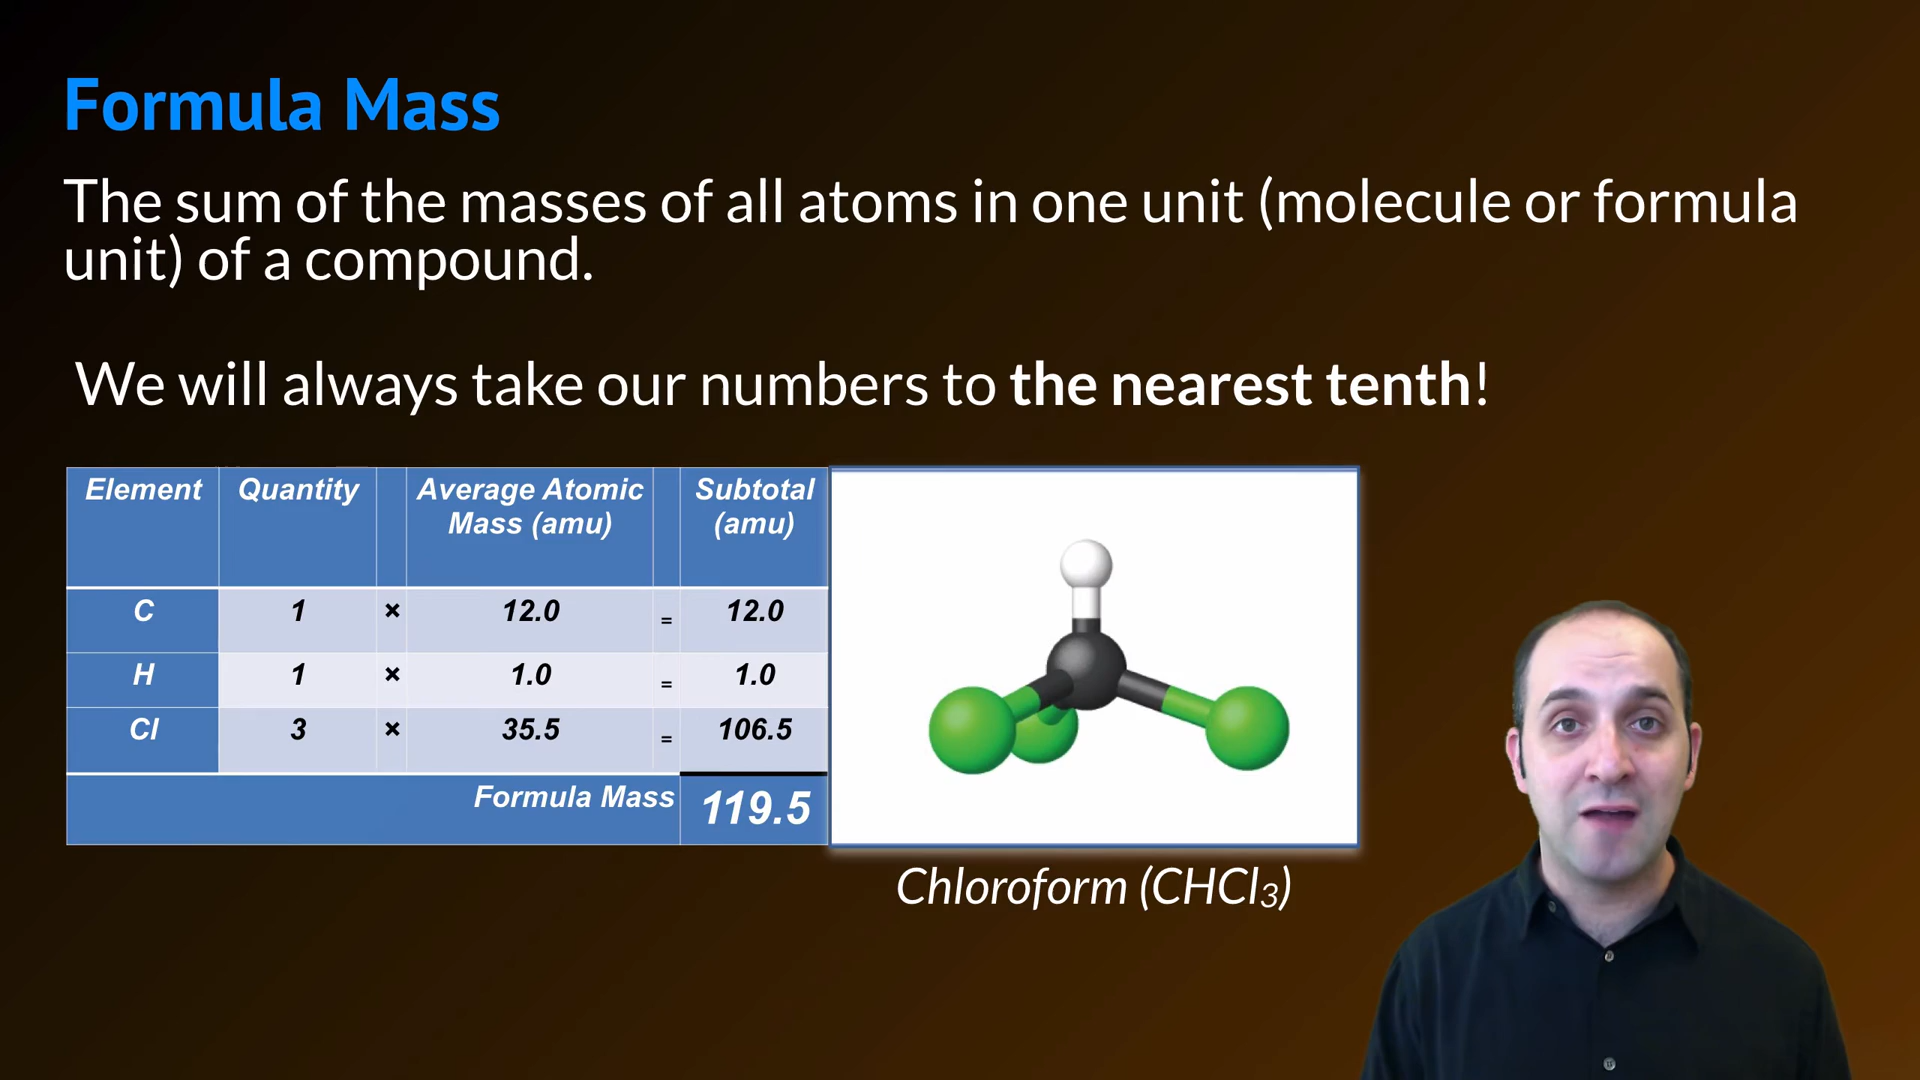 Formula Mass
The sum of the masses of all atoms in one unit (molecule or formula
unit) of a compound.
We will always take our numbers to the nearest tenth!
Element Quantity Average Atomic Mass (amu) Subtotal (amu)
C 1 × 12.0 = 12.0
H 1 × 1.0 = 1.0
Cl 3 × 35.5 = 106.5
Formula Mass 119.5
Chloroform (CHCl₃)